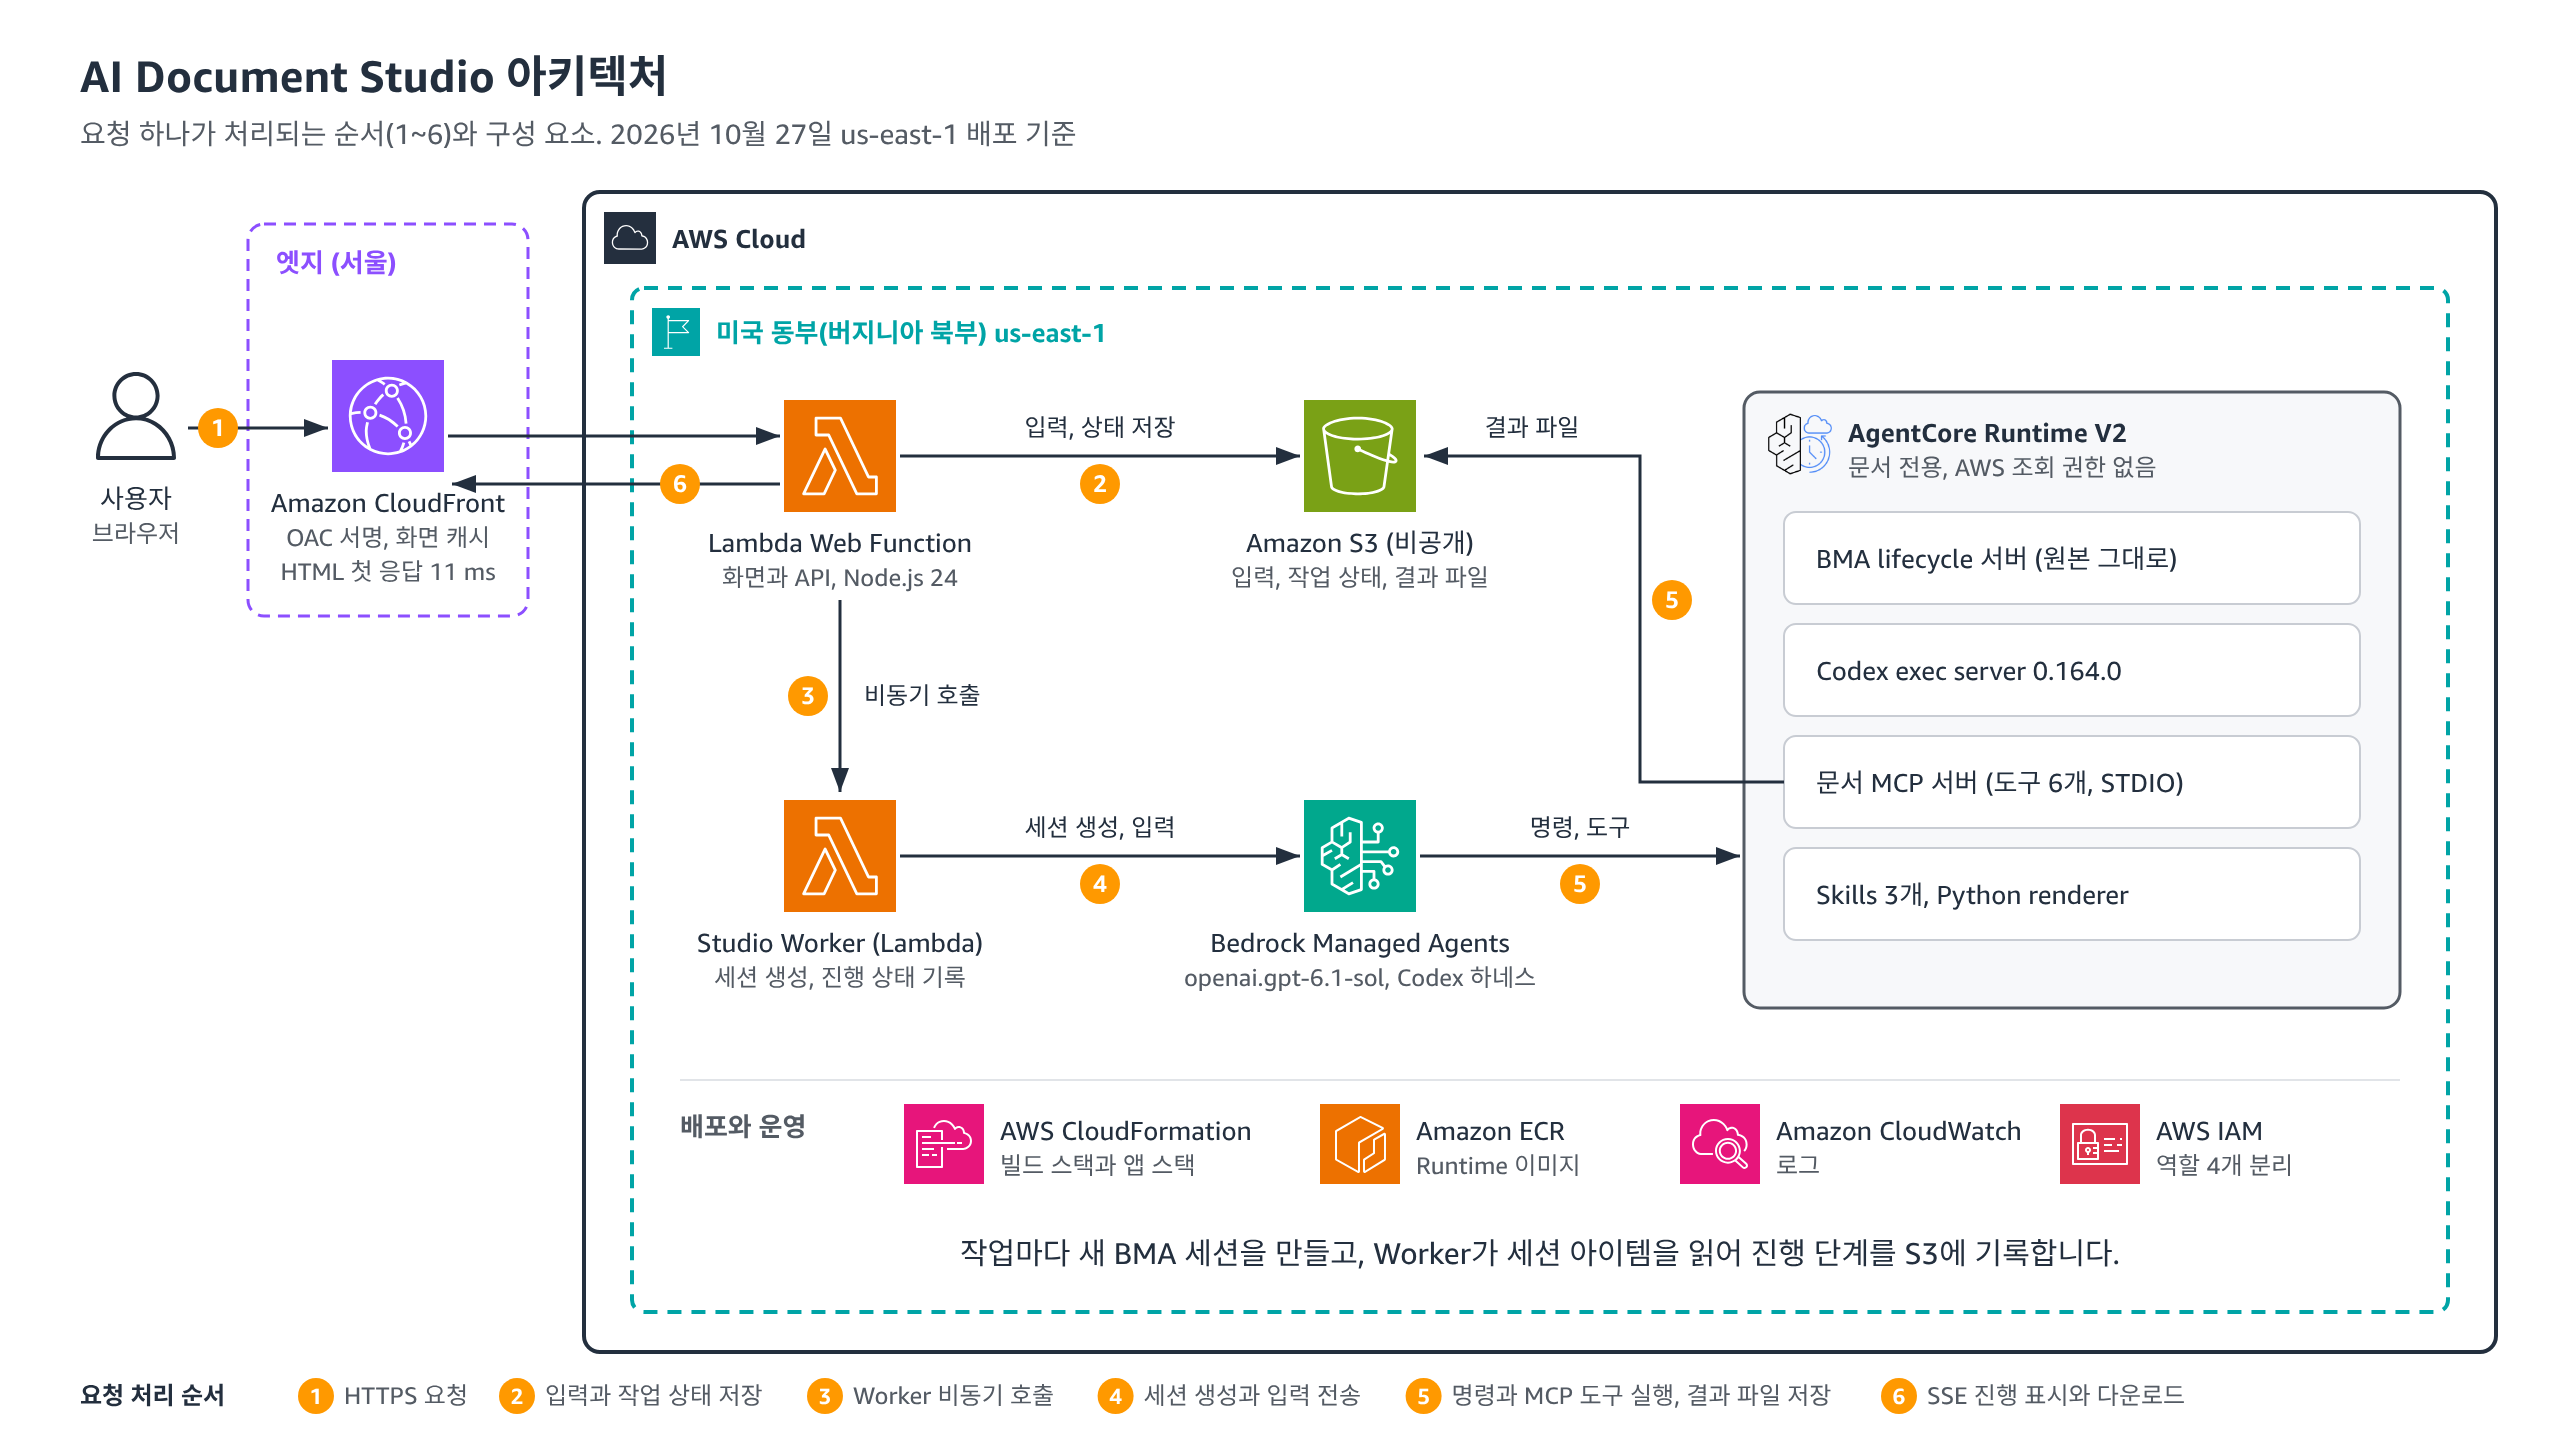 AI Document Studio 아키텍처
요청 하나가 처리되는 순서(1~6)와 구성 요소. 2026년 10월 27일 us-east-1 배포 기준
엣지 (서울)
AWS Cloud
미국 동부(버지니아 북부) us-east-1
1
사용자
브라우저
Amazon CloudFront
OAC 서명, 화면 캐시
HTML 첫 응답 11 ms
6
Lambda Web Function
화면과 API, Node.js 24
입력, 상태 저장
2
Amazon S3 (비공개)
입력, 작업 상태, 결과 파일
결과 파일
5
3
비동기 호출
Studio Worker (Lambda)
세션 생성, 진행 상태 기록
세션 생성, 입력
4
Bedrock Managed Agents
openai.gpt-6.1-sol, Codex 하네스
명령, 도구
5
AgentCore Runtime V2
문서 전용, AWS 조회 권한 없음
BMA lifecycle 서버 (원본 그대로)
Codex exec server 0.164.0
문서 MCP 서버 (도구 6개, STDIO)
Skills 3개, Python renderer
배포와 운영
AWS CloudFormation
빌드 스택과 앱 스택
Amazon ECR
Runtime 이미지
Amazon CloudWatch
로그
AWS IAM
역할 4개 분리
작업마다 새 BMA 세션을 만들고, Worker가 세션 아이템을 읽어 진행 단계를 S3에 기록합니다.
요청 처리 순서
1 HTTPS 요청
2 입력과 작업 상태 저장
3 Worker 비동기 호출
4 세션 생성과 입력 전송
5 명령과 MCP 도구 실행, 결과 파일 저장
6 SSE 진행 표시와 다운로드